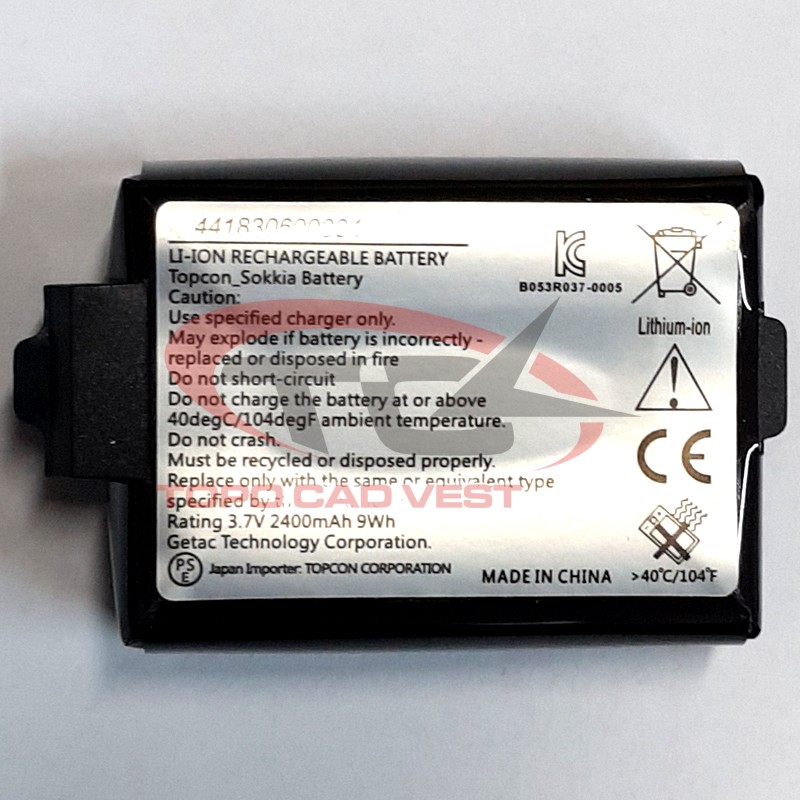 LI-ION RECHARGEABLE BATTERY
Topcon_Sokkia Battery
Caution:
Use specified charger only.
May explode if battery is incorrectly -
replaced or disposed in fire
Do not short-circuit
Do not charge the battery at or above
40degC/104degF ambient temperature.
Do not crash.
Must be recycled or disposed properly.
Replace only with the same or equivalent type
specified by
Rating 3.7V 2400mAh 9Wh
Getac Technology Corporation.
PS
E
Japan Importer: TOPCON CORPORATION
MADE IN CHINA
B053R037-0005
Lithium-ion
CE
>40°C/104°F
TOPO CAD VEST